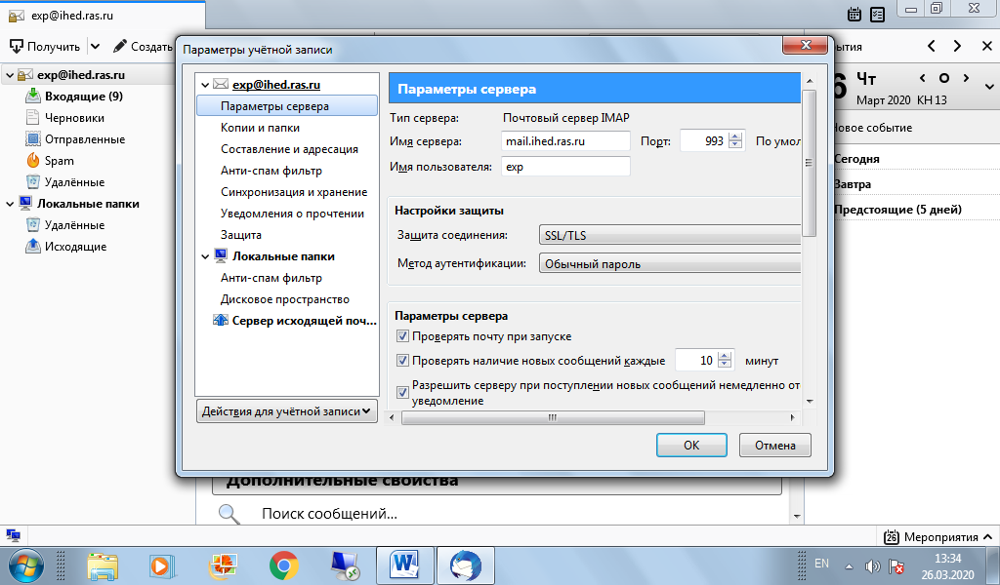 exp@ihed.ras.ru
Получить
Создать
exp@ihed.ras.ru
Входящие (9)
Черновики
Отправленные
Spam
Удалённые
Локальные папки
Удалённые
Исходящие
Параметры учётной записи
exp@ihed.ras.ru
Параметры сервера
Копии и папки
Составление и адресация
Анти-спам фильтр
Синхронизация и хранение
Уведомления о прочтении
Защита
Локальные папки
Анти-спам фильтр
Дисковое пространство
Сервер исходящей поч...
Действия для учётной записи
Параметры сервера
Тип сервера: Почтовый сервер IMAP
Имя сервера: mail.ihed.ras.ru Порт: 993 По умол
Имя пользователя: exp
Настройки защиты
Защита соединения: SSL/TLS
Метод аутентификации: Обычный пароль
Параметры сервера
Проверять почту при запуске
Проверять наличие новых сообщений каждые 10 минут
Разрешить серверу при поступлении новых сообщений немедленно от
уведомление
OK Отмена
Дополнительные свойства
Поиск сообщений...
бытия
6 Чт
Март 2020 КН 13
Новое событие
Сегодня
Завтра
Предстоящие (5 дней)
26 Мероприятия
EN
13:34
26.03.2020